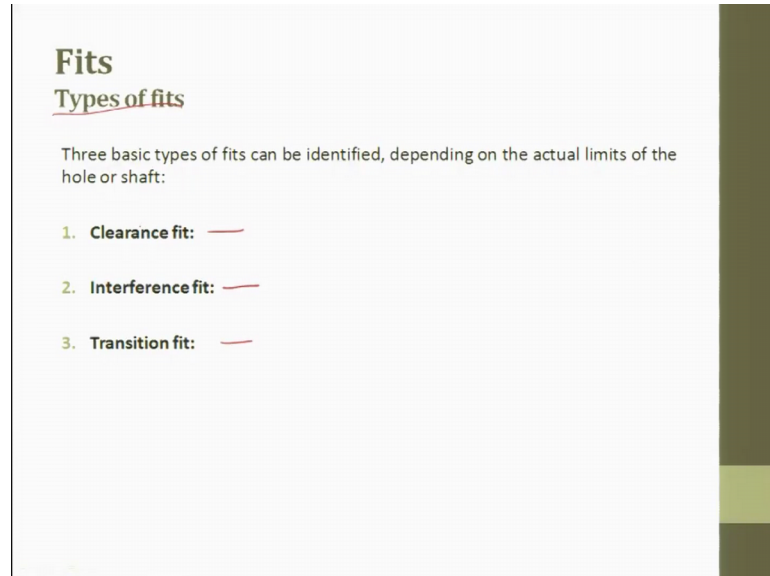 Fits
Types of fits
Three basic types of fits can be identified, depending on the actual limits of the
hole or shaft:
1. Clearance fit:
2. Interference fit:
3. Transition fit: